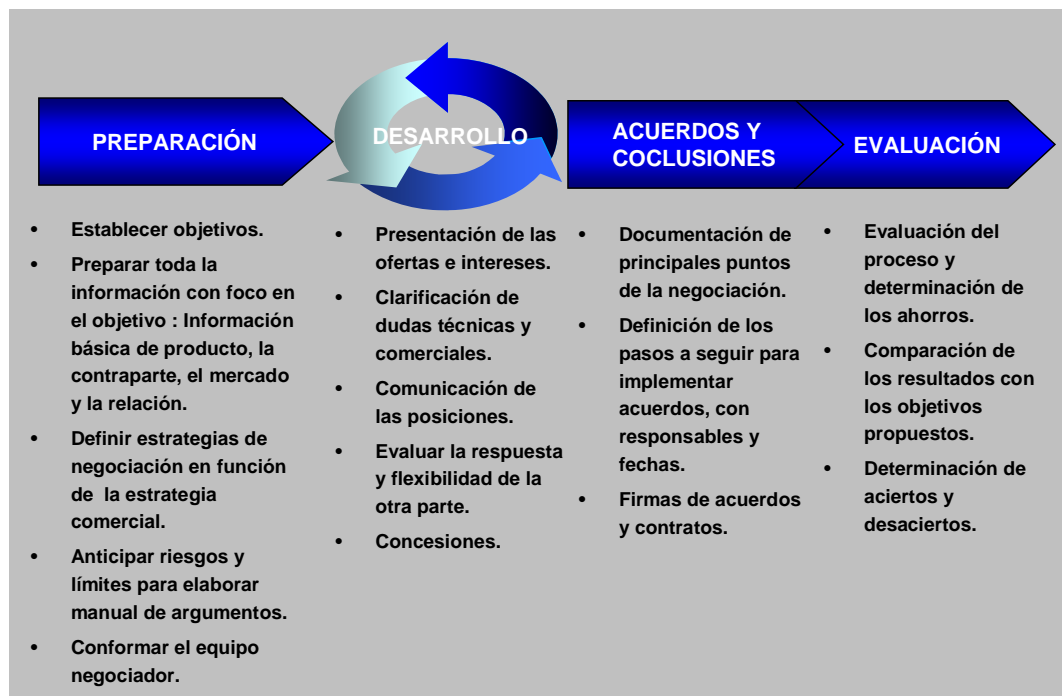 PREPARACIÓN
DESARROLLO
ACUERDOS Y
COCLUSIONES
EVALUACIÓN
• Establecer objetivos.
• Preparar toda la
información con foco en
el objetivo : Información
básica de producto, la
contraparte, el mercado
y la relación.
• Definir estrategias de
negociación en función
de la estrategia
comercial.
• Anticipar riesgos y
límites para elaborar
manual de argumentos.
• Conformar el equipo
negociador.
• Presentación de las
ofertas e intereses.
• Clarificación de
dudas técnicas y
comerciales.
• Comunicación de
las posiciones.
• Evaluar la respuesta
y flexibilidad de la
otra parte.
• Concesiones.
• Documentación de
principales puntos
de la negociación.
• Definición de los
pasos a seguir para
implementar
acuerdos, con
responsables y
fechas.
• Firmas de acuerdos
y contratos.
• Evaluación del
proceso y
determinación de
los ahorros.
• Comparación de
los resultados con
los objetivos
propuestos.
• Determinación de
aciertos y
desaciertos.